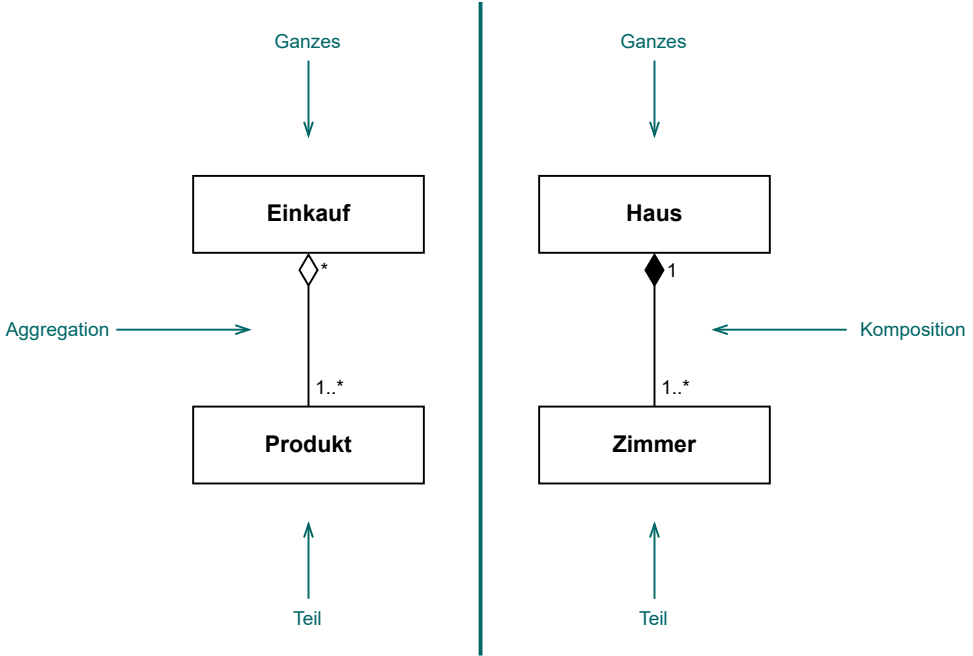 Ganzes
Einkauf
*
Aggregation
1..*
Produkt
Teil
Ganzes
Haus
1
Komposition
1..*
Zimmer
Teil